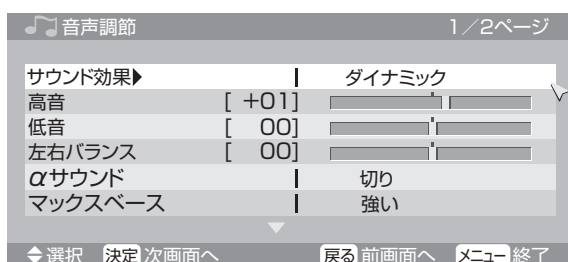 音声調節 1／2ページ
サウンド効果▶ ダイナミック
高音 [ +01]
低音 [ 00]
左右バランス [ 00]
αサウンド 切り
マックスベース 強い
選択 決定 次画面へ 戻る 前画面へ メニュー 終了